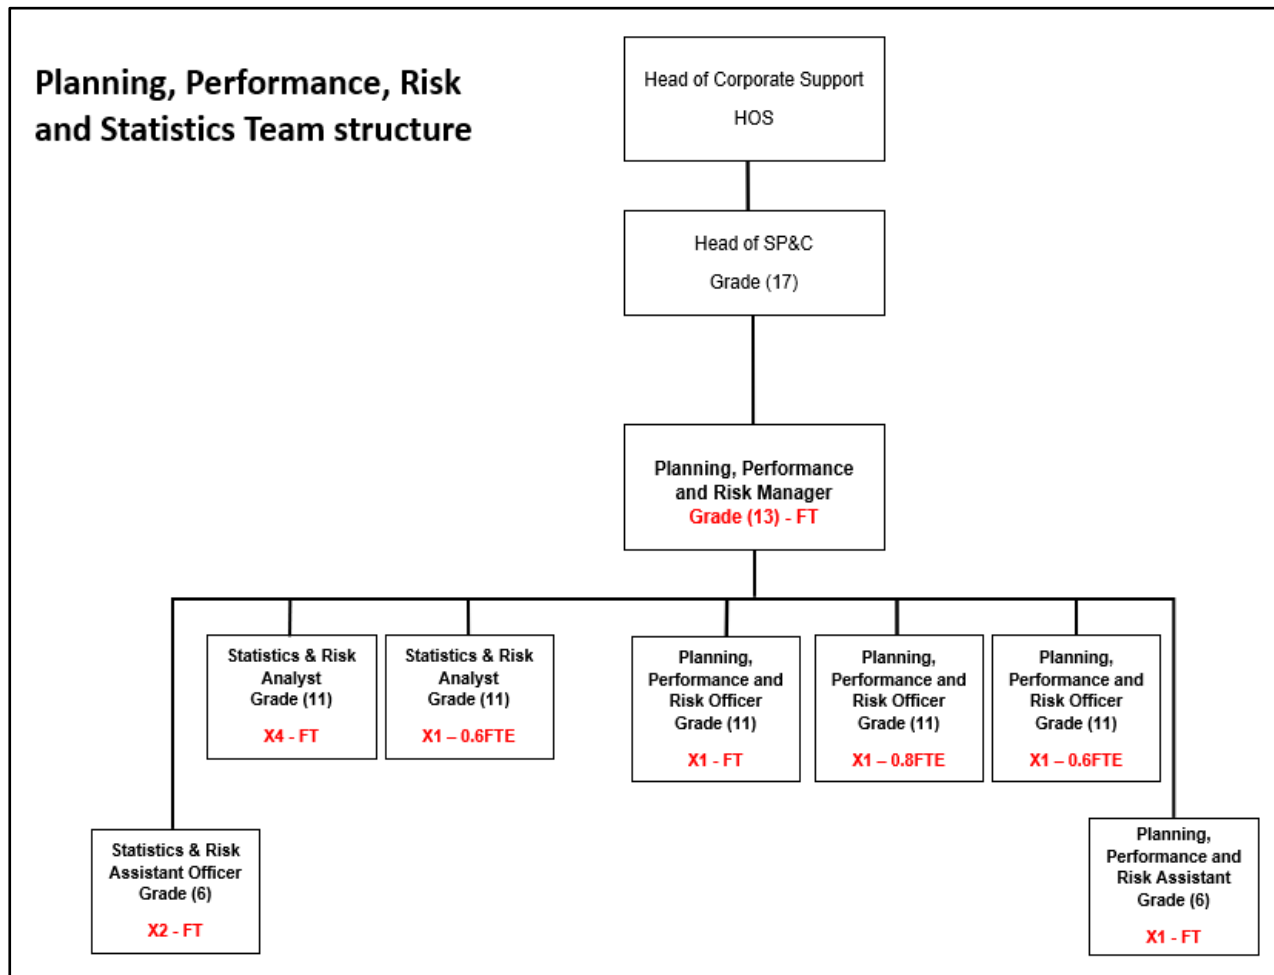 Planning, Performance, Risk
and Statistics Team structure
Head of Corporate Support
HOS
Head of SP&C
Grade (17)
Planning, Performance
and Risk Manager
Grade (13) - FT
Statistics & Risk
Analyst
Grade (11)
X4 - FT
Statistics & Risk
Analyst
Grade (11)
X1 – 0.6FTE
Planning,
Performance and
Risk Officer
Grade (11)
X1 - FT
Planning,
Performance and
Risk Officer
Grade (11)
X1 – 0.8FTE
Planning,
Performance and
Risk Officer
Grade (11)
X1 – 0.6FTE
Statistics & Risk
Assistant Officer
Grade (6)
X2 - FT
Planning,
Performance and
Risk Assistant
Grade (6)
X1 - FT